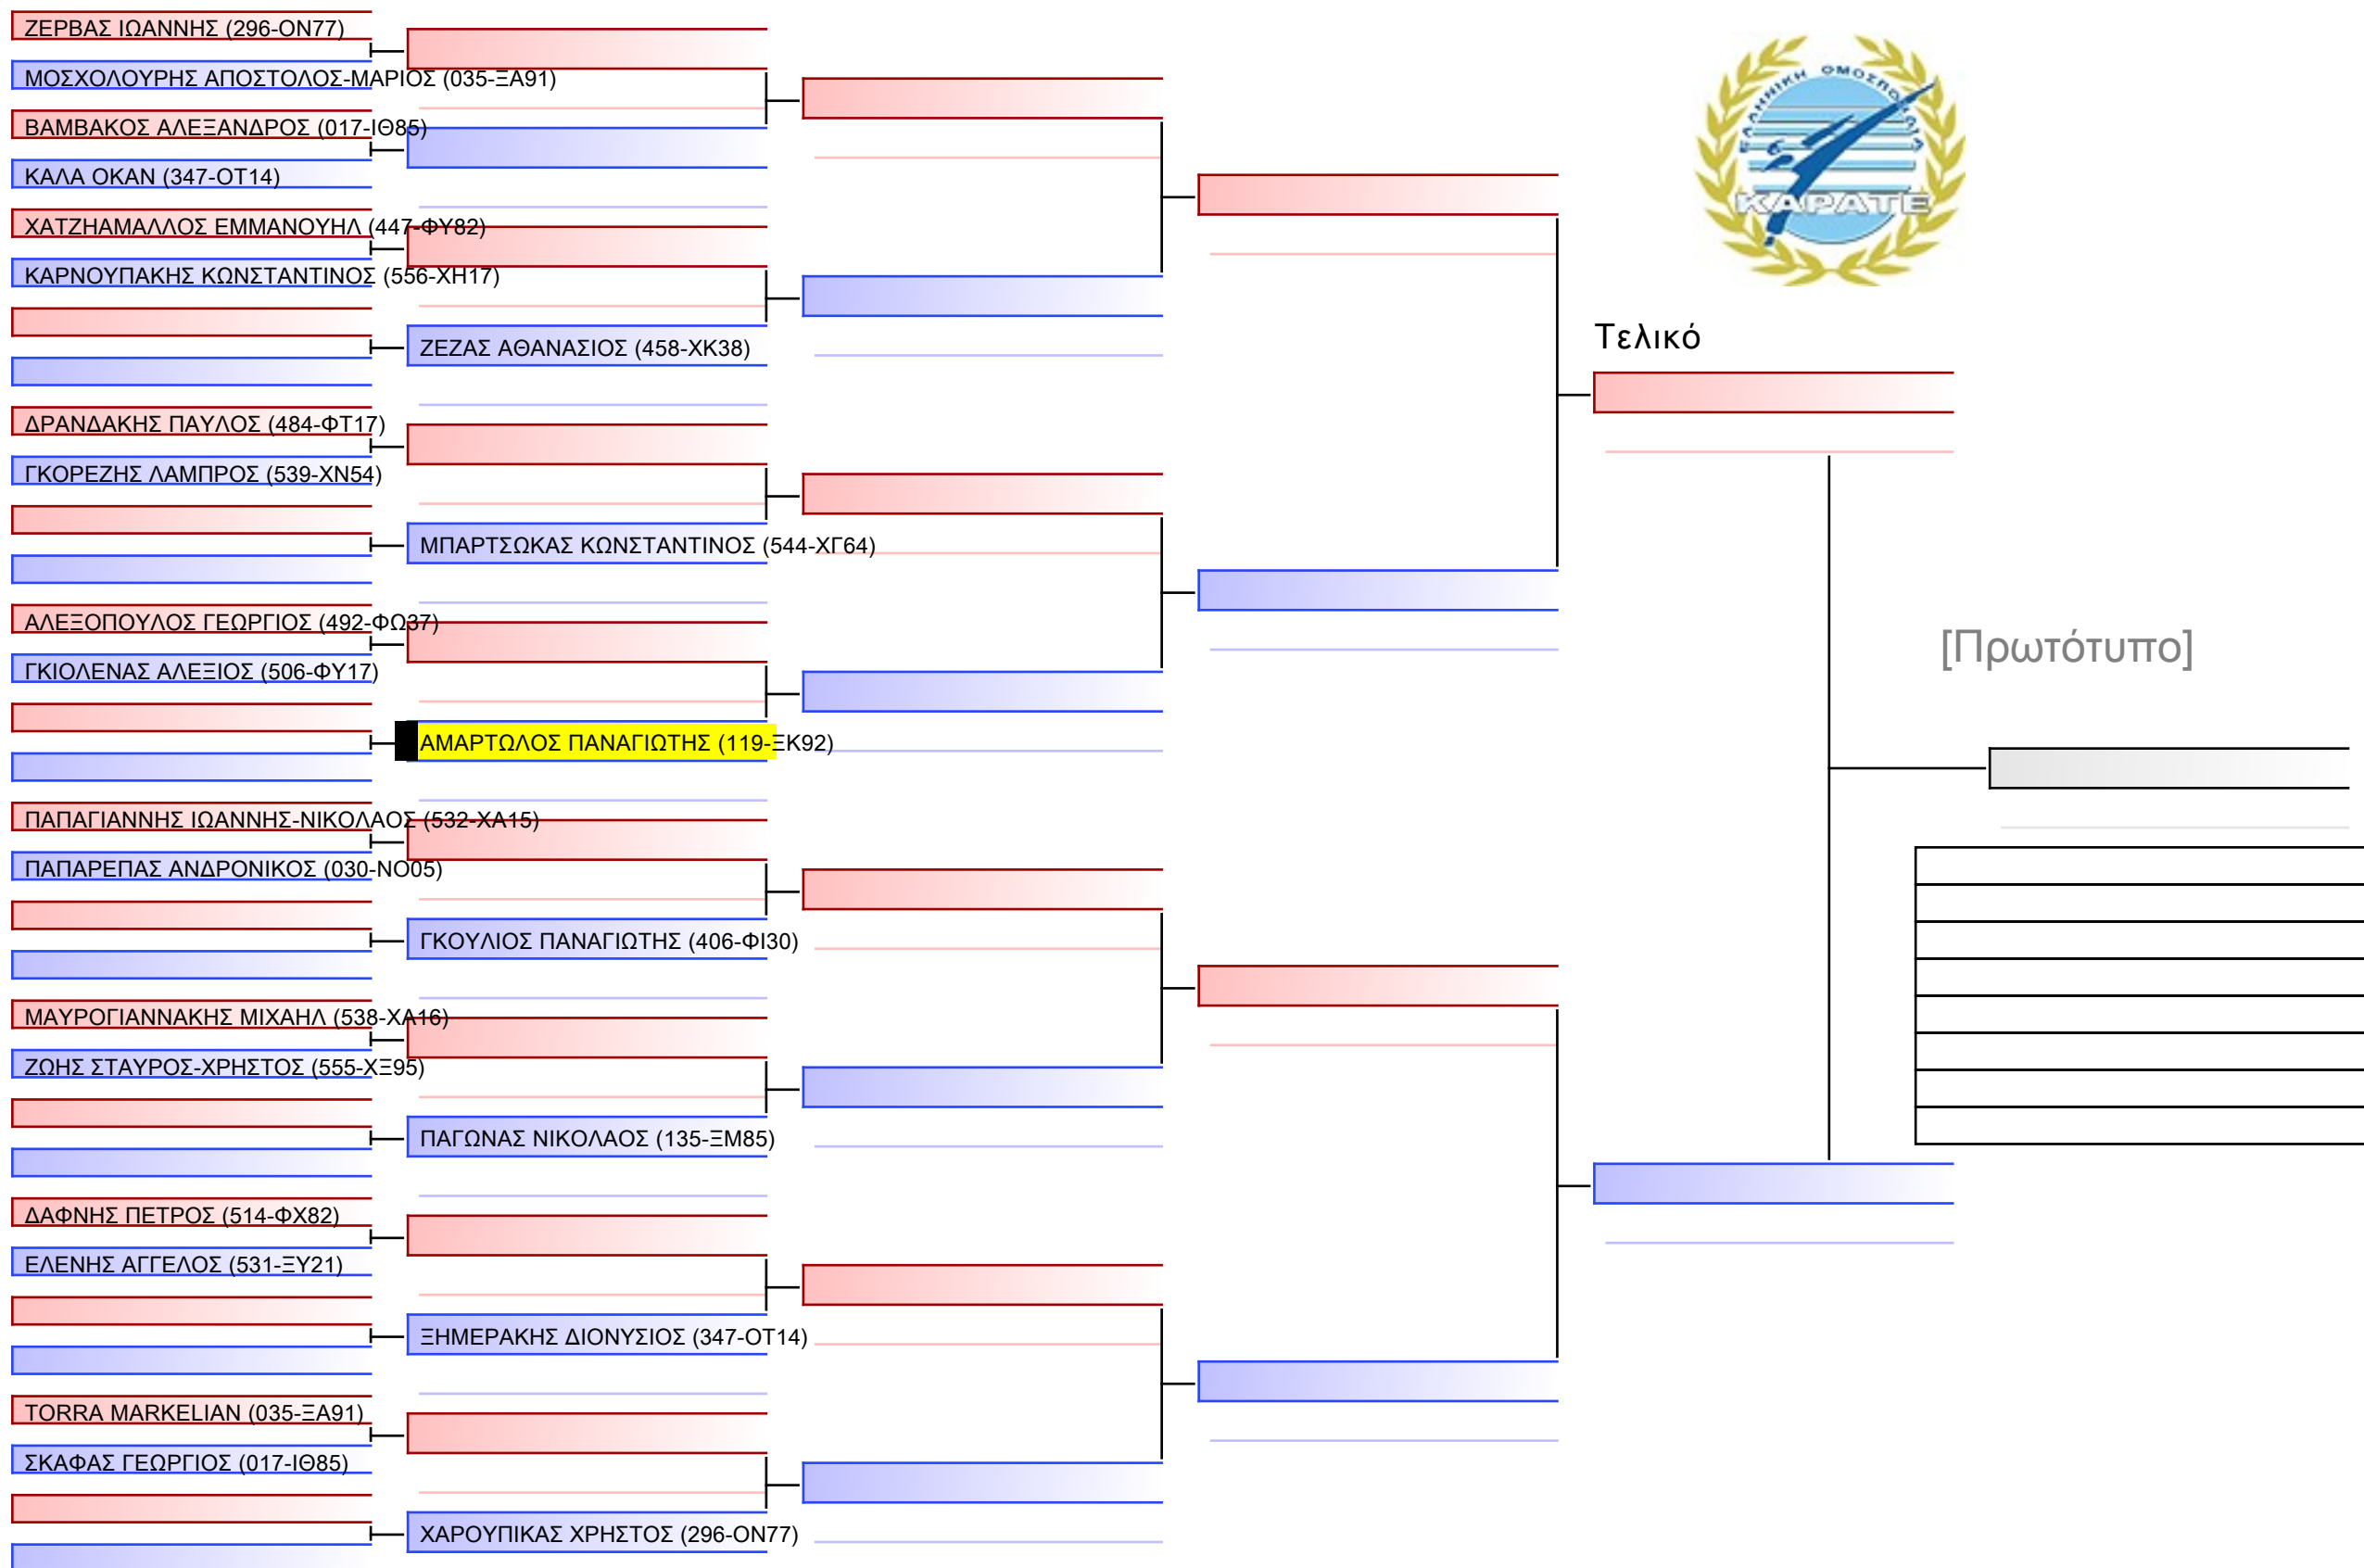 ΖΕΡΒΑΣ ΙΩΑΝΝΗΣ (296-ΟΝ77)
ΜΟΣΧΟΛΟΥΡΗΣ ΑΠΟΣΤΟΛΟΣ-ΜΑΡΙΟΣ (035-ΞΑ91)
ΒΑΜΒΑΚΟΣ ΑΛΕΞΑΝΔΡΟΣ (017-ΙΘ85)
ΚΑΛΑ ΟΚΑΝ (347-ΟΤ14)
ΧΑΤΖΗΑΜΑΛΛΟΣ ΕΜΜΑΝΟΥΗΛ (447-ΦΥ82)
ΚΑΡΝΟΥΠΑΚΗΣ ΚΩΝΣΤΑΝΤΙΝΟΣ (556-ΧΗ17)
ΖΕΖΑΣ ΑΘΑΝΑΣΙΟΣ (458-ΧΚ38)
ΔΡΑΝΔΑΚΗΣ ΠΑΥΛΟΣ (484-ΦΤ17)
ΓΚΟΡΕΖΗΣ ΛΑΜΠΡΟΣ (539-ΧΝ54)
ΜΠΑΡΤΣΩΚΑΣ ΚΩΝΣΤΑΝΤΙΝΟΣ (544-ΧΓ64)
ΑΛΕΞΟΠΟΥΛΟΣ ΓΕΩΡΓΙΟΣ (492-ΦΩ37)
ΓΚΙΟΛΕΝΑΣ ΑΛΕΞΙΟΣ (506-ΦΥ17)
ΑΜΑΡΤΩΛΟΣ ΠΑΝΑΓΙΩΤΗΣ (119-ΞΚ92)
ΠΑΠΑΓΙΑΝΝΗΣ ΙΩΑΝΝΗΣ-ΝΙΚΟΛΑΟΣ (532-ΧΑ15)
ΠΑΠΑΡΕΠΑΣ ΑΝΔΡΟΝΙΚΟΣ (030-ΝΟ05)
ΓΚΟΥΛΙΟΣ ΠΑΝΑΓΙΩΤΗΣ (406-ΦΙ30)
ΜΑΥΡΟΓΙΑΝΝΑΚΗΣ ΜΙΧΑΗΛ (538-ΧΑ16)
ΖΩΗΣ ΣΤΑΥΡΟΣ-ΧΡΗΣΤΟΣ (555-ΧΞ95)
ΠΑΓΩΝΑΣ ΝΙΚΟΛΑΟΣ (135-ΞΜ85)
ΔΑΦΝΗΣ ΠΕΤΡΟΣ (514-ΦΧ82)
ΕΛΕΝΗΣ ΑΓΓΕΛΟΣ (531-ΞΥ21)
ΞΗΜΕΡΑΚΗΣ ΔΙΟΝΥΣΙΟΣ (347-ΟΤ14)
TORRA MARKELIAN (035-ΞΑ91)
ΣΚΑΦΑΣ ΓΕΩΡΓΙΟΣ (017-ΙΘ85)
ΧΑΡΟΥΠΙΚΑΣ ΧΡΗΣΤΟΣ (296-ΟΝ77)
ΕΛΛΗΝΙΚΗ ΟΜΟΣΠΟΝΔΙΑ
ΚΑΡΑΤΕ
Τελικό
[Πρωτότυπο]